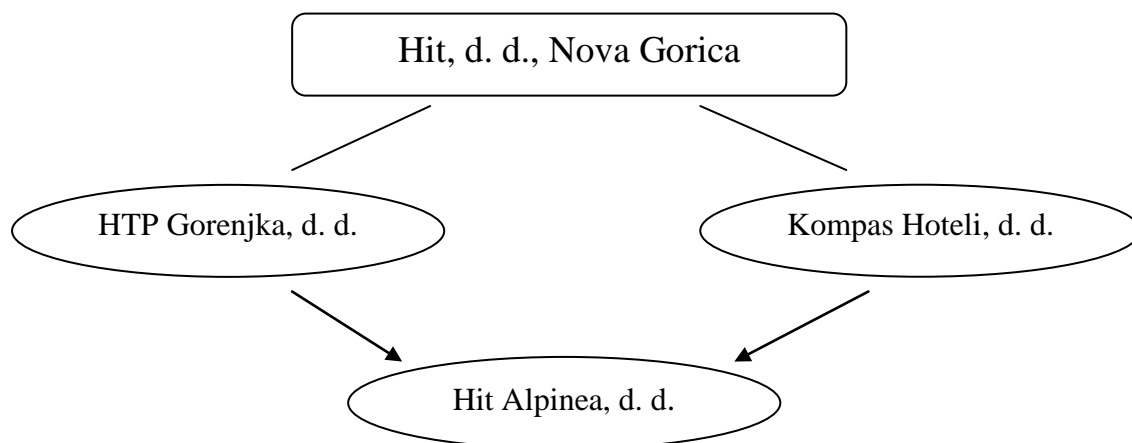 Hit, d. d., Nova Gorica
HTP Gorenjka, d. d.
Kompas Hoteli, d. d.
Hit Alpinea, d. d.